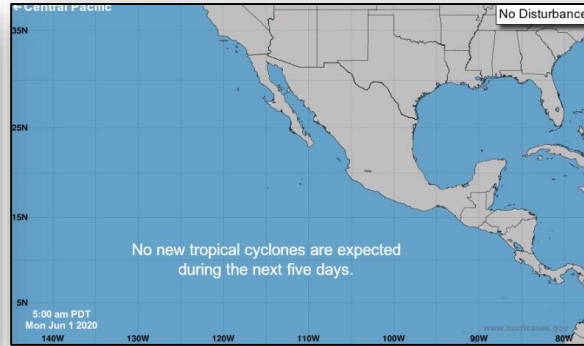 ←Central Pacific
No Disturbance
35N
25N
15N
No new tropical cyclones are expected
during the next five days.
5N
5:00 am PDT
Mon Jun 1 2020
www.hurricanes.gov
140W
130W
120W
110W
100W
90W
80W